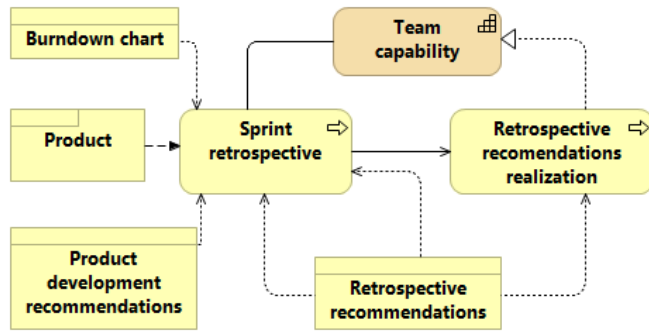 Burndown chart
Team
capability
Product
Sprint
retrospective
Retrospective
recomendations
realization
Product
development
recommendations
Retrospective
recommendations